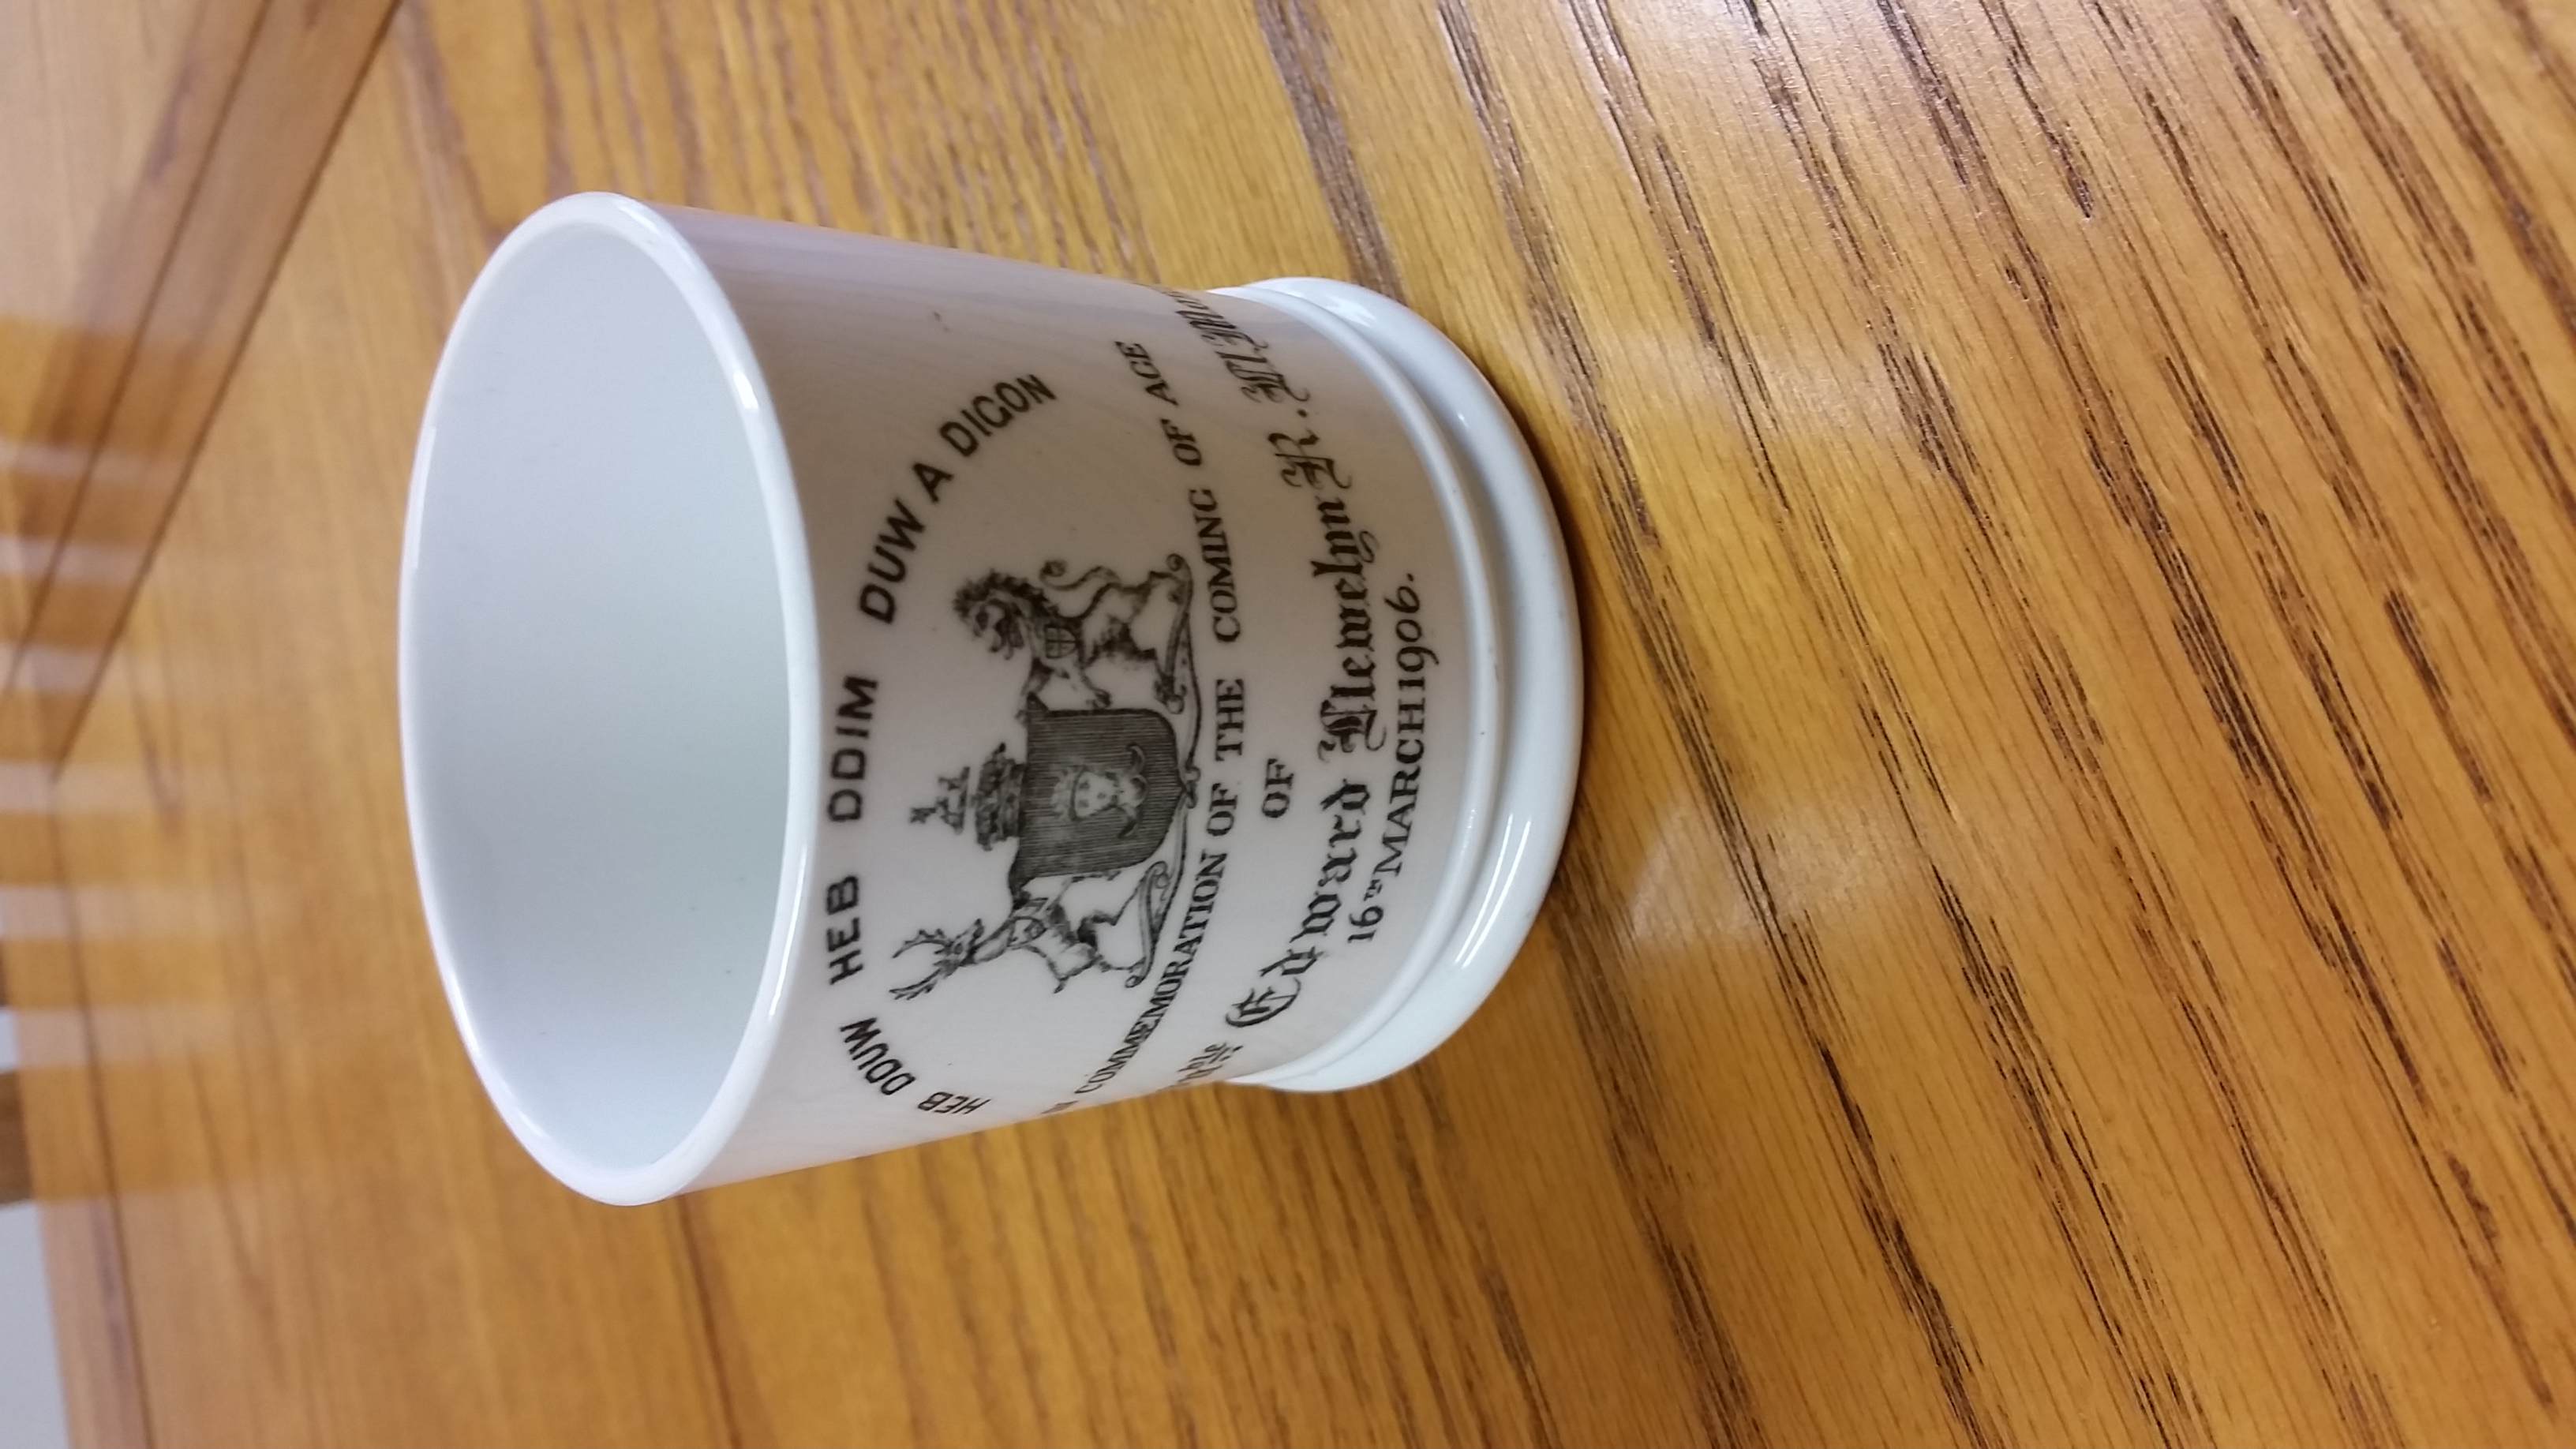 HEB DDUW HEB DDIM DUW A DIGON
COMMEMORATION OF THE COMING OF AGE
OF
Edward Llewelyn R.
16TH MARCH 1906.